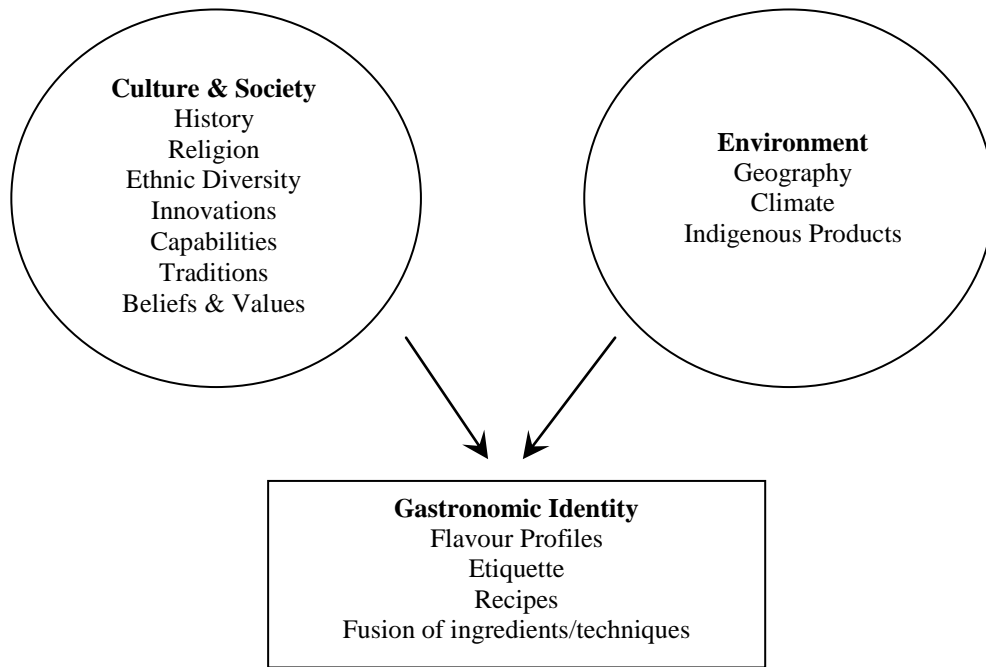 Culture & Society
History
Religion
Ethnic Diversity
Innovations
Capabilities
Traditions
Beliefs & Values
Environment
Geography
Climate
Indigenous Products
Gastronomic Identity
Flavour Profiles
Etiquette
Recipes
Fusion of ingredients/techniques